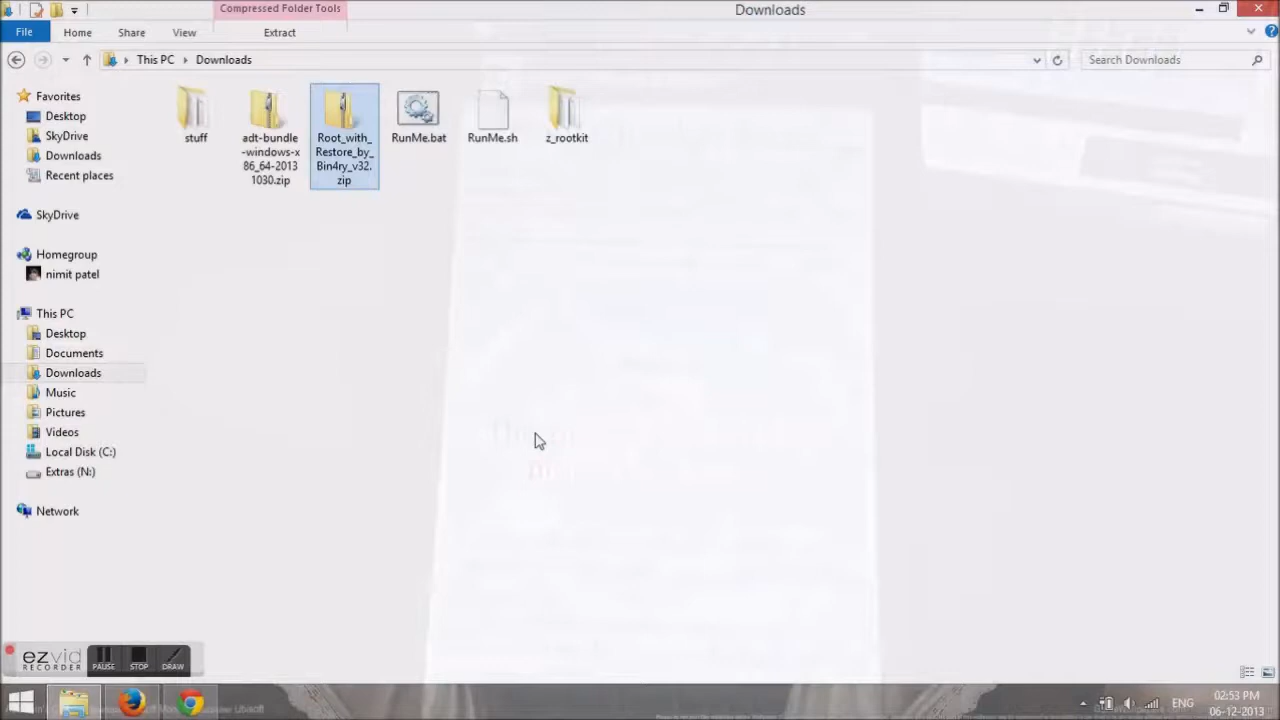 Compressed Folder Tools
Downloads
File
Home
Share
View
Extract
This PC
Downloads
Search Downloads
Favorites
Desktop
SkyDrive
Downloads
Recent places
SkyDrive
Homegroup
nimit patel
This PC
Desktop
Documents
Downloads
Music
Pictures
Videos
Local Disk (C:)
Extras (N:)
Network
stuff
adt-bundle
-windows-x
86_64-2013
1030.zip
Root_with_
Restore_by_
Bin4ry_v32.
zip
RunMe.bat
RunMe.sh
z_rootkit
ezvid
RECORDER
PAUSE
STOP
DRAW
ENG
02:53 PM
06-12-2013